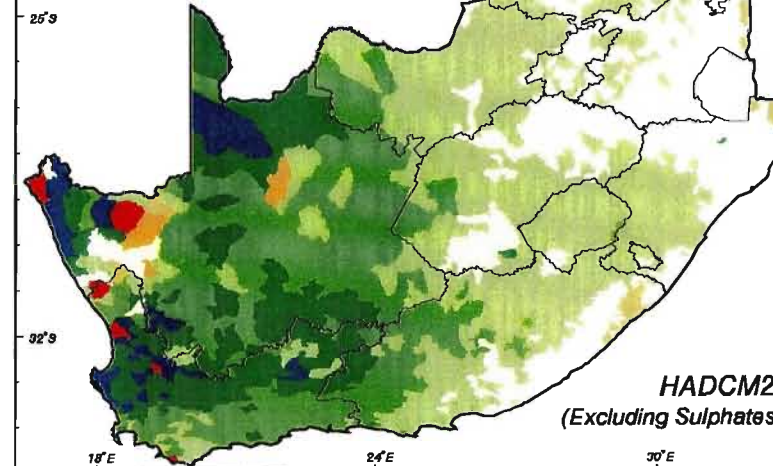 25°S
32°S
HADCM2
(Excluding Sulphates
18°E
24°E
30°E